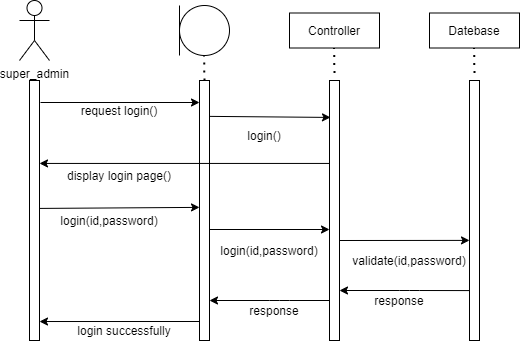 Controller
Datebase
super_admin
request login()
login()
display login page()
login(id,password)
login(id,password)
validate(id,password)
response
response
login successfully